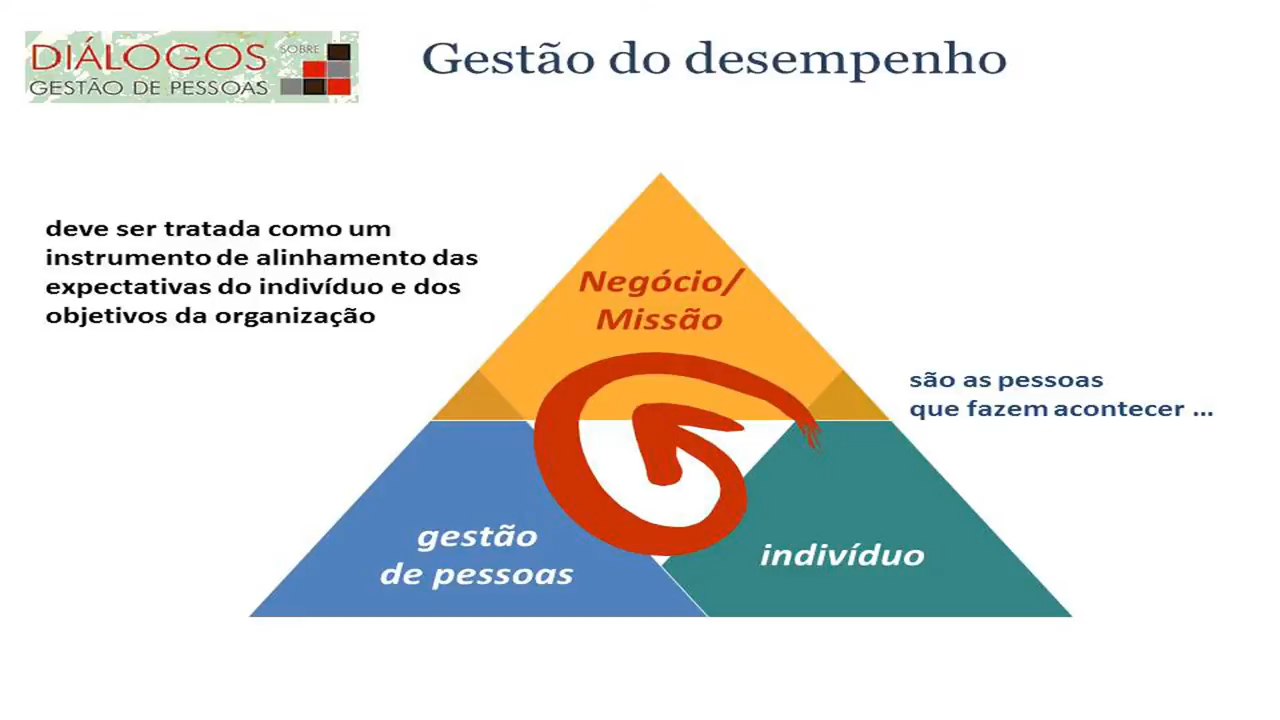 DIÁLOGOS SOBRE
GESTÃO DE PESSOAS
Gestão do desempenho
deve ser tratada como um
instrumento de alinhamento das
expectativas do indivíduo e dos
objetivos da organização
Negócio/
Missão
são as pessoas
que fazem acontecer ...
gestão
de pessoas
indivíduo